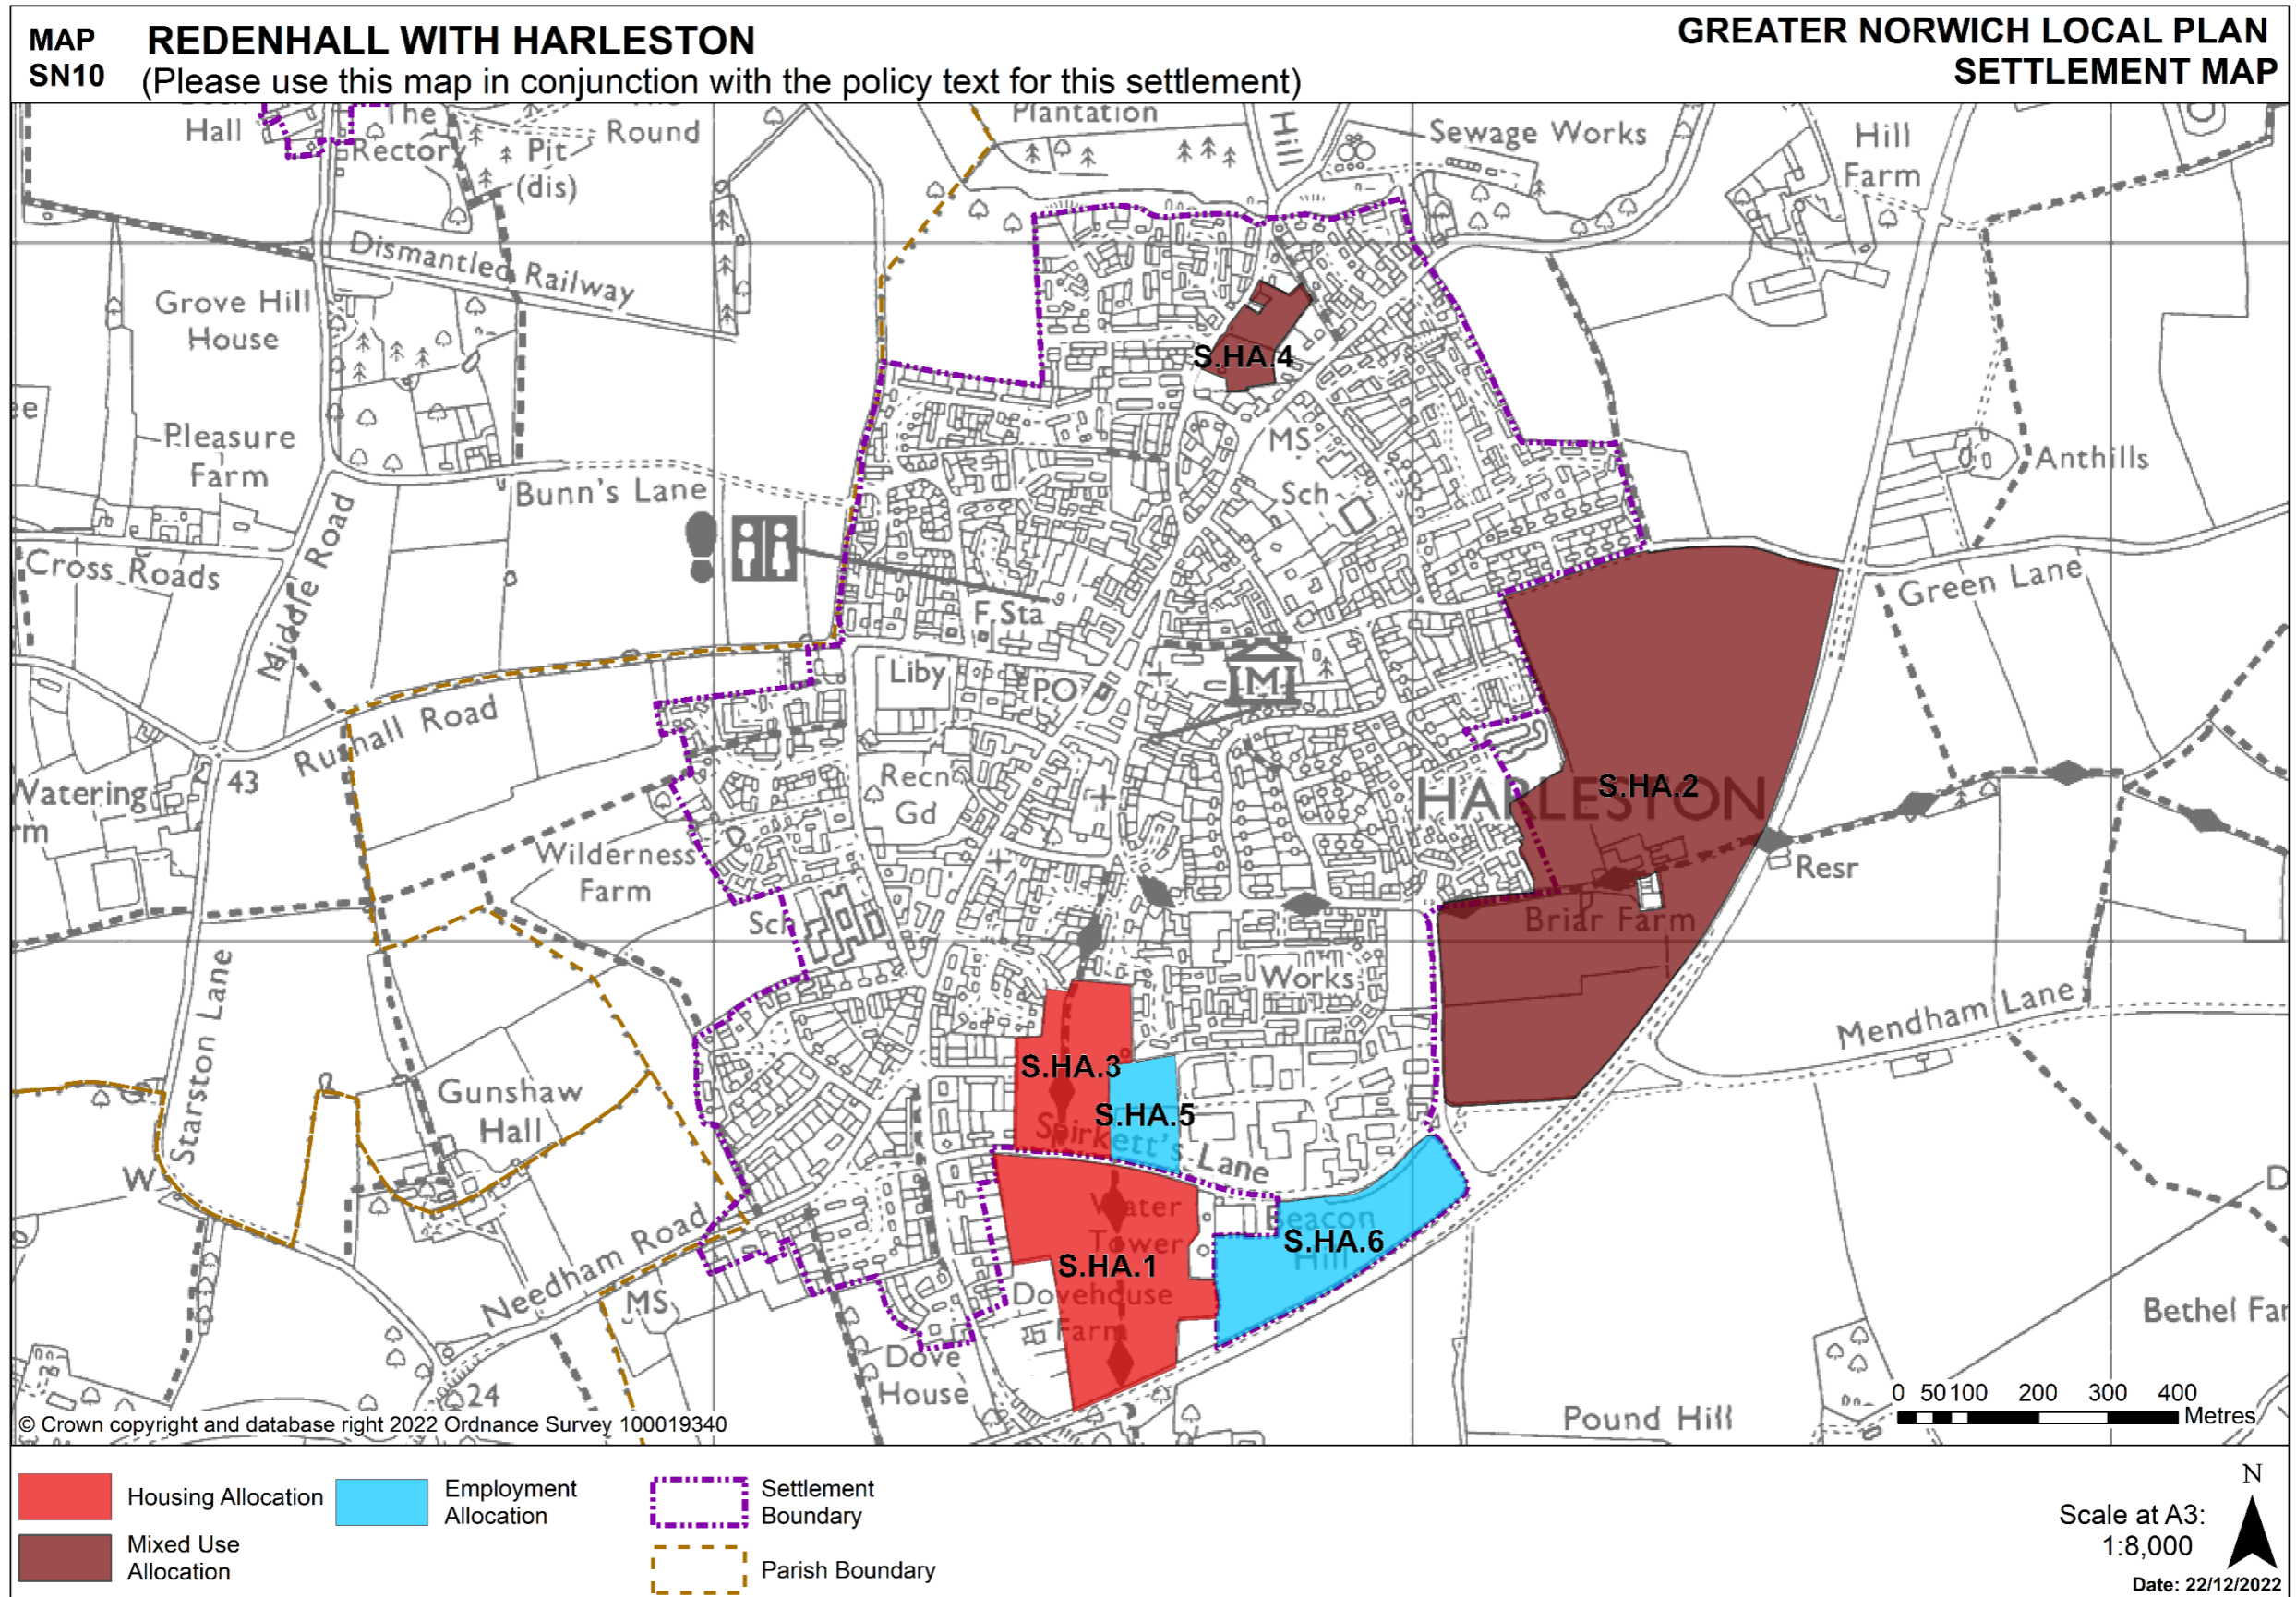 MAP
SN10
REDENHALL WITH HARLESTON
(Please use this map in conjunction with the policy text for this settlement)
GREATER NORWICH LOCAL PLAN
SETTLEMENT MAP
Hall
The
Rectory
Pit
(dis)
Round
Plantation
Hill
Sewage Works
Hill
Farm
Dismantled Railway
Grove Hill
House
S.HA.4
Pleasure
Farm
MS
Anthills
Bunn's Lane
Sch
Cross Roads
Middle Road
F Sta
Green Lane
Liby
PO
M
Rushall Road
43
Watering
Recn
Gd
HARLESTON
S.HA.2
Wilderness
Farm
Resr
Sch
Briar Farm
Works
Starston Lane
Mendham Lane
S.HA.3
Gunshaw
Hall
S.HA.5
Spirkett's Lane
W
Water
Tower
Beacon
Hill
S.HA.6
S.HA.1
Needham Road
MS
Dovehouse
Farm
Bethel Far
Dove
House
24
Pound Hill
0 50 100 200 300 400
Metres
© Crown copyright and database right 2022 Ordnance Survey 100019340
Housing Allocation
Employment
Allocation
Settlement
Boundary
Mixed Use
Allocation
Parish Boundary
N
Scale at A3:
1:8,000
Date: 22/12/2022